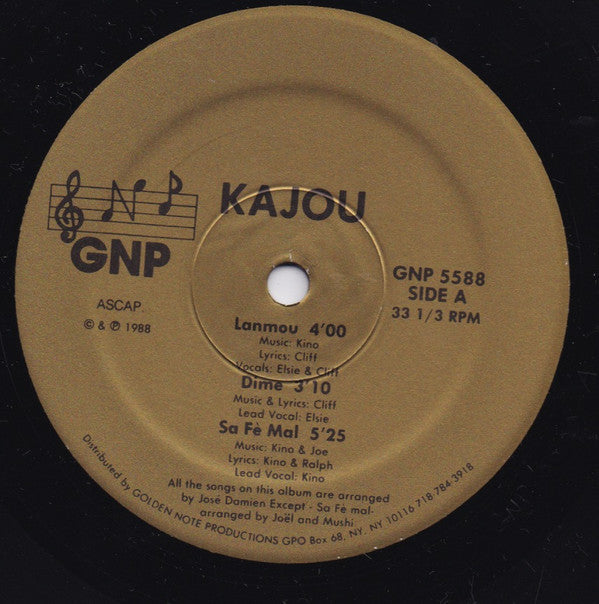 KAJOU
GNP
ASCAP.
© & ℗ 1988
GNP 5588
SIDE A
33 1/3 RPM
Lanmou 4'00
Music: Kino
Lyrics: Cliff
Vocals: Elsie & Cliff
Dime 3'10
Music & Lyrics: Cliff
Lead Vocal: Elsie
Sa Fè Mal 5'25
Music: Kino & Joe
Lyrics: Kino & Ralph
Lead Vocal: Kino
All the songs on this album are arranged
by José Damien Except - Sa Fè mal-
arranged by Joël and Mushi.
Distributed by GOLDEN NOTE PRODUCTIONS GPO Box 68, NY. NY 10116 718 784-3918